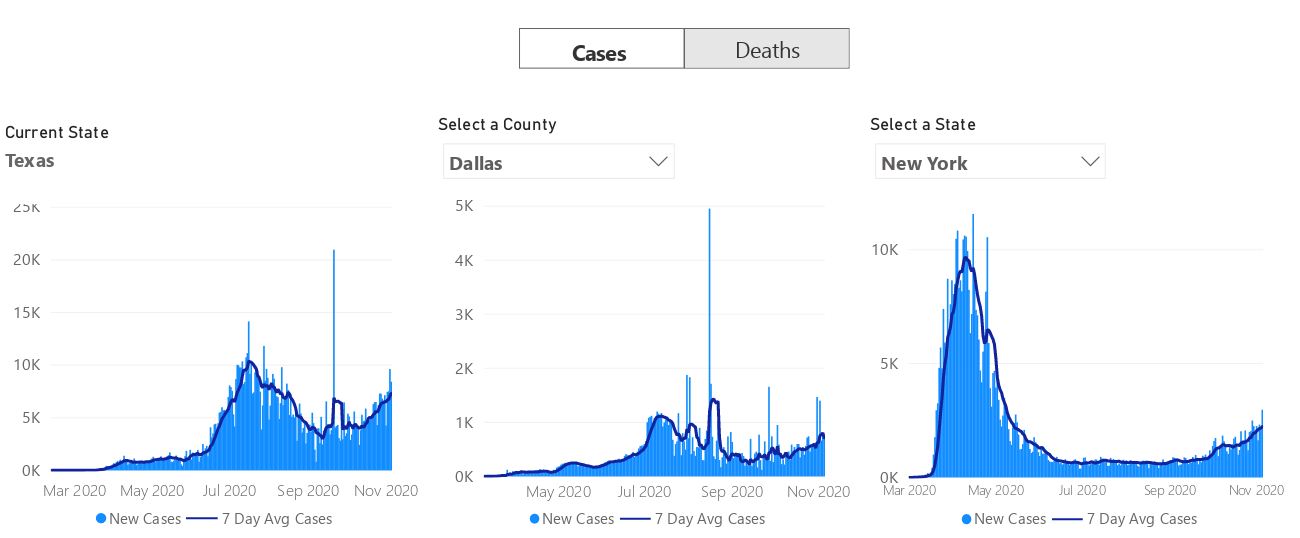 Cases Deaths
Current State
Texas
Select a County
Dallas
Select a State
New York
25K
20K
15K
10K
5K
0K
Mar 2020 May 2020 Jul 2020 Sep 2020 Nov 2020
New Cases 7 Day Avg Cases
5K
4K
3K
2K
1K
0K
May 2020 Jul 2020 Sep 2020 Nov 2020
New Cases 7 Day Avg Cases
10K
5K
0K
Mar 2020 May 2020 Jul 2020 Sep 2020 Nov 2020
New Cases 7 Day Avg Cases